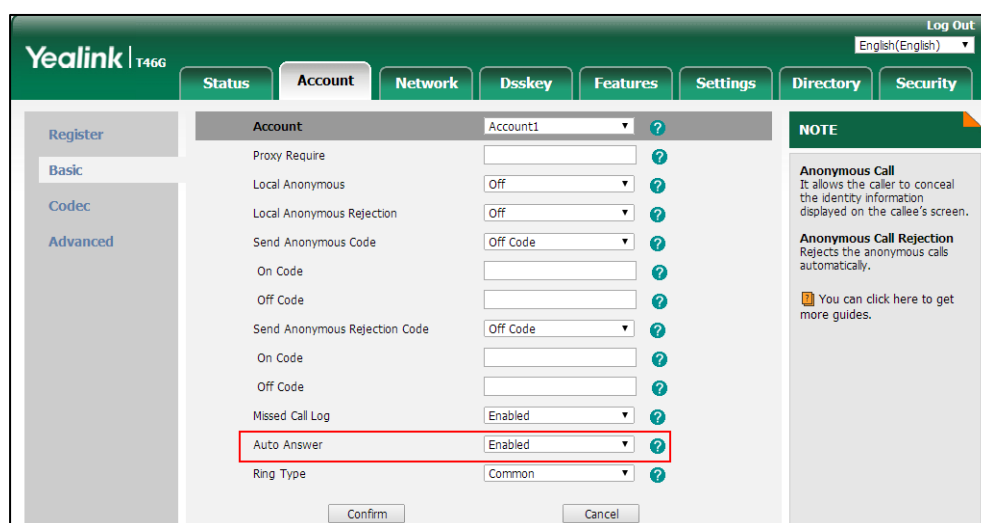 Log Out
English(English)
Yealink T46G
Status Account Network Dsskey Features Settings Directory Security
Register
Basic
Codec
Advanced
Account Account1
Proxy Require
Local Anonymous Off
Local Anonymous Rejection Off
Send Anonymous Code Off Code
On Code
Off Code
Send Anonymous Rejection Code Off Code
On Code
Off Code
Missed Call Log Enabled
Auto Answer Enabled
Ring Type Common
Confirm Cancel
NOTE
Anonymous Call
It allows the caller to conceal
the identity information
displayed on the callee's screen.
Anonymous Call Rejection
Rejects the anonymous calls
automatically.
You can click here to get
more guides.